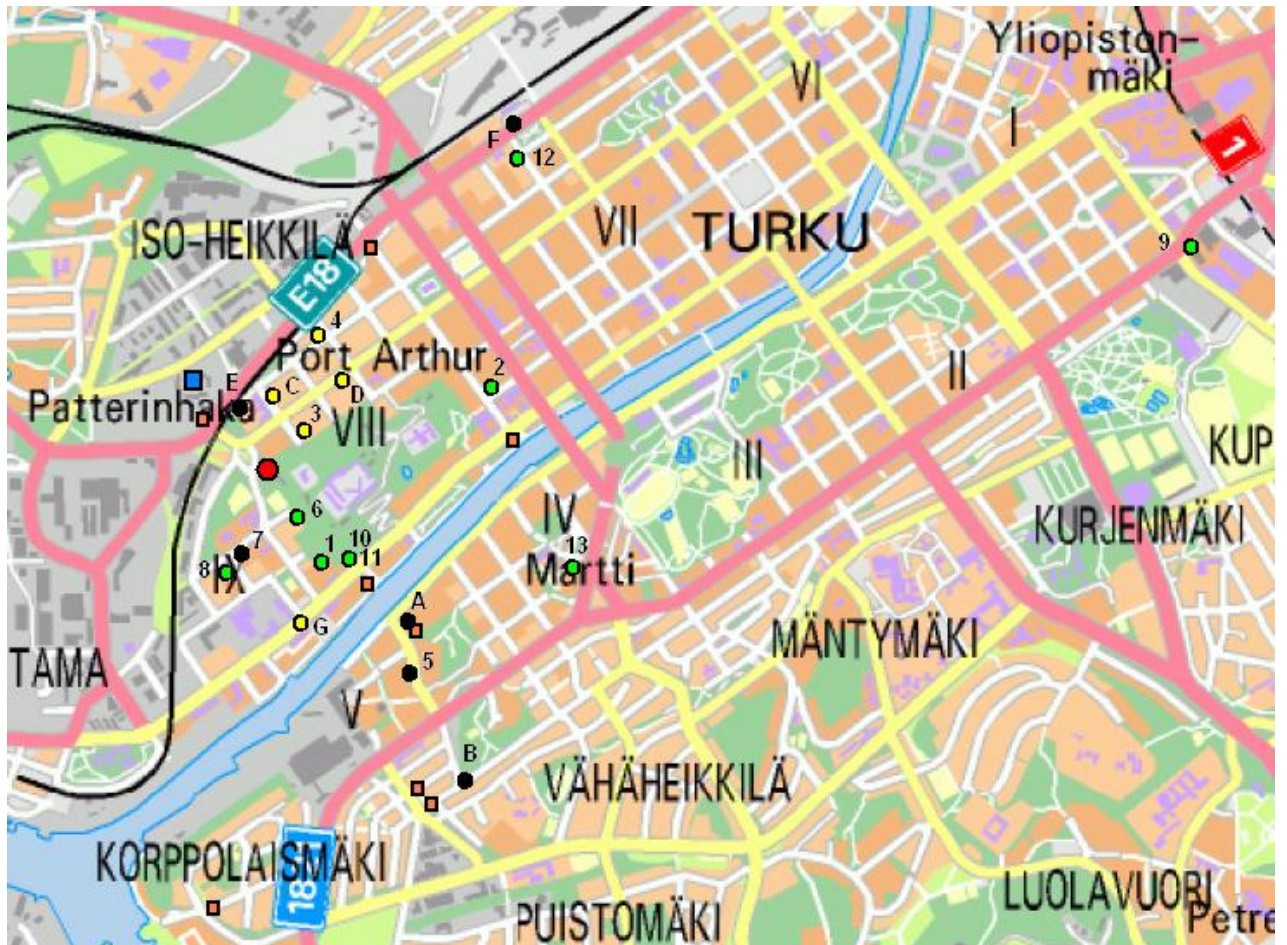 Yliopiston-
mäki
VI
I
1
F
12
VII
TURKU
9
ISO-HEIKKILÄ
E18
4
Port Arthur
2
II
E
C
D
Patterinhaka
3
VIII
III
KUP
6
IV
KURJENMÄKI
7
1
10
11
13
Martti
8
IX
A
G
MÄNTYMÄKI
TAMA
5
V
B
VÄHÄHEIKKILÄ
KORPPOLAISMÄKI
LUOLAVUORI
PUISTOMÄKI
Petre